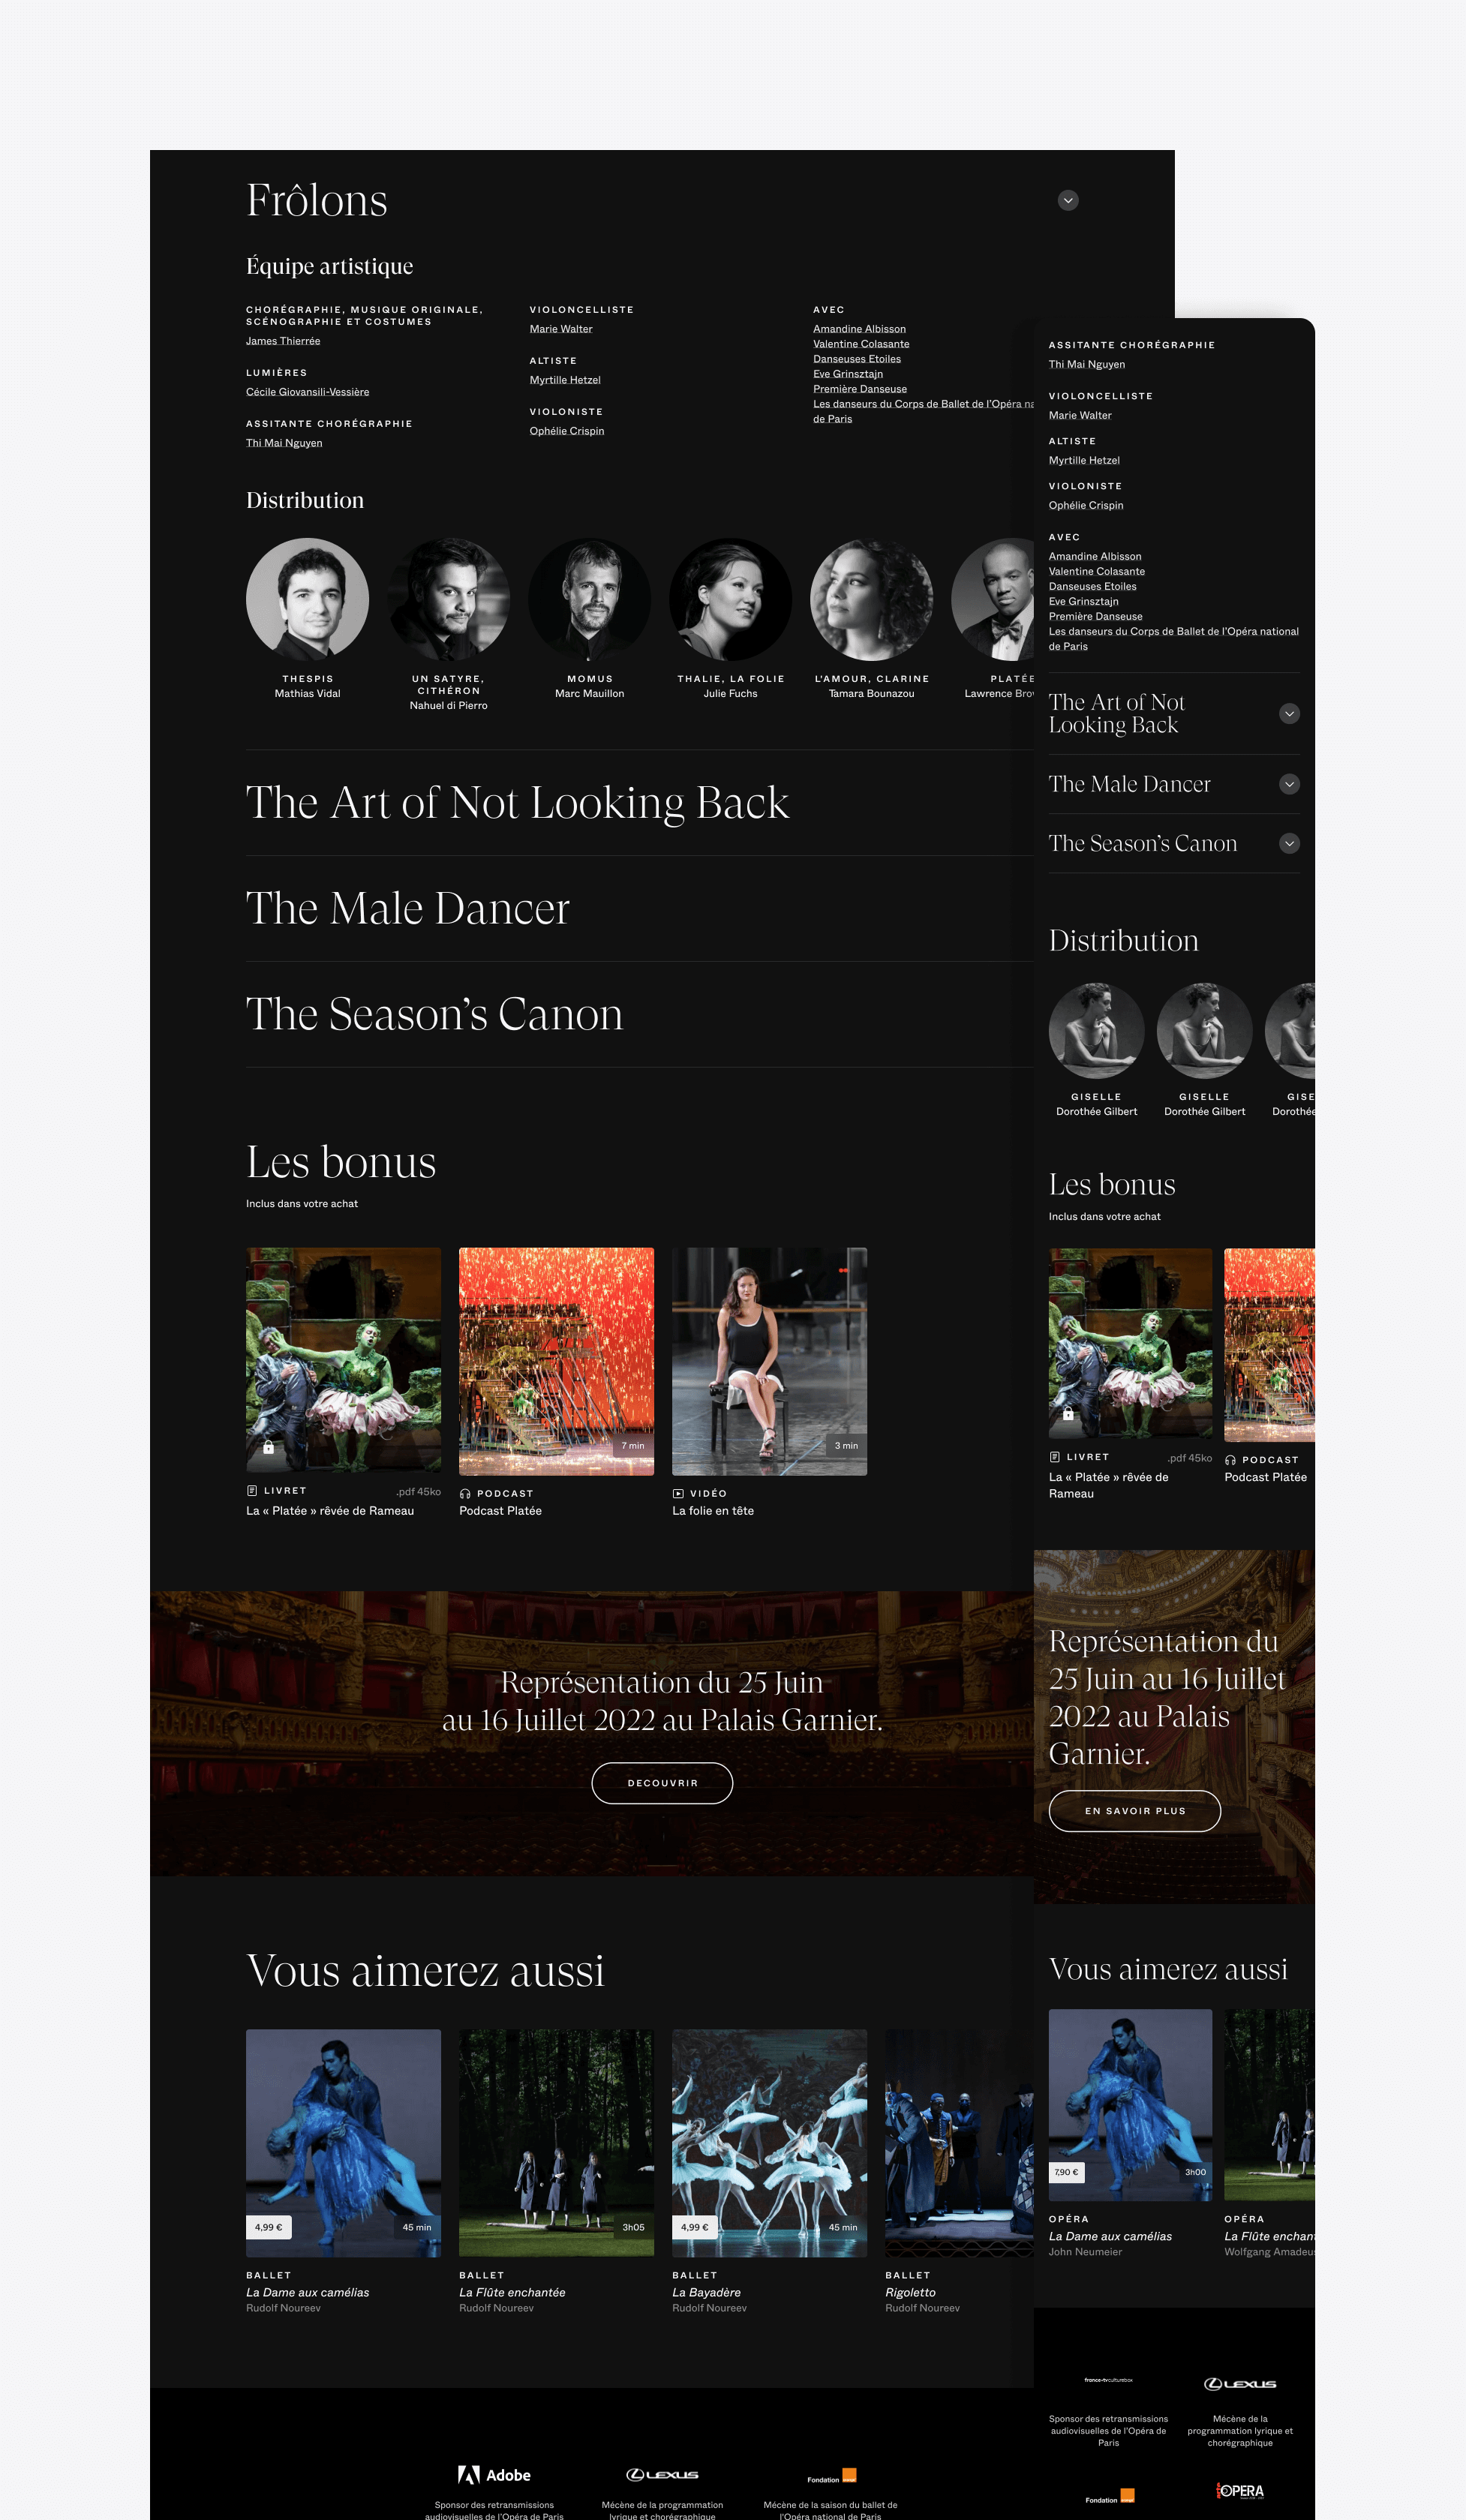 Frôlons
Équipe artistique
CHORÉGRAPHIE, MUSIQUE ORIGINALE,
SCÉNOGRAPHIE ET COSTUMES
James Thierrée
LUMIÈRES
Cécile Giovansili-Vessière
ASSITANTE CHORÉGRAPHIE
Thi Mai Nguyen
VIOLONCELLISTE
Marie Walter
ALTISTE
Myrtille Hetzel
VIOLONISTE
Ophélie Crispin
AVEC
Amandine Albisson
Valentine Colasante
Danseuses Etoiles
Eve Grinsztajn
Première Danseuse
Les danseurs du Corps de Ballet de l'Opéra na
de Paris
Distribution
THESPIS
Mathias Vidal
UN SATYRE,
CITHÉRON
Nahuel di Pierro
MOMUS
Marc Mauillon
THALIE, LA FOLIE
Julie Fuchs
L'AMOUR, CLARINE
Tamara Bounazou
PLATÉE
Lawrence Brow
The Art of Not Looking Back
The Male Dancer
The Season's Canon
Les bonus
Inclus dans votre achat
7 min
3 min
LIVRET
.pdf 45ko
La « Platée » rêvée de Rameau
PODCAST
Podcast Platée
VIDÉO
La folie en tête
Représentation du 25 Juin
au 16 Juillet 2022 au Palais Garnier.
DECOUVRIR
Vous aimerez aussi
4,99 €
45 min
3h05
4,99 €
45 min
BALLET
La Dame aux camélias
Rudolf Noureev
BALLET
La Flûte enchantée
Rudolf Noureev
BALLET
La Bayadère
Rudolf Noureev
BALLET
Rigoletto
Rudolf Noureev
Adobe
Sponsor des retransmissions
audiovisuelles de l'Opéra de Paris
LEXUS
Mécène de la programmation
lyrique et chorégraphique
Fondation
Mécène de la saison du ballet de
l'Opéra national de Paris
ASSITANTE CHORÉGRAPHIE
Thi Mai Nguyen
VIOLONCELLISTE
Marie Walter
ALTISTE
Myrtille Hetzel
VIOLONISTE
Ophélie Crispin
AVEC
Amandine Albisson
Valentine Colasante
Danseuses Etoiles
Eve Grinsztajn
Première Danseuse
Les danseurs du Corps de Ballet de l'Opéra national
de Paris
The Art of Not
Looking Back
The Male Dancer
The Season's Canon
Distribution
GISELLE
Dorothée Gilbert
GISELLE
Dorothée Gilbert
GISE
Dorothée
Les bonus
Inclus dans votre achat
LIVRET
.pdf 45ko
La « Platée » rêvée de
Rameau
PODCAST
Podcast Platée
Représentation du
25 Juin au 16 Juillet
2022 au Palais
Garnier.
EN SAVOIR PLUS
Vous aimerez aussi
7,90 €
3h00
OPÉRA
La Dame aux camélias
John Neumeier
OPÉRA
La Flûte enchant
Wolfgang Amadeus
france•tv culturebox
Sponsor des retransmissions
audiovisuelles de l'Opéra de
Paris
LEXUS
Mécène de la
programmation lyrique et
chorégraphique
Fondation
OPERA